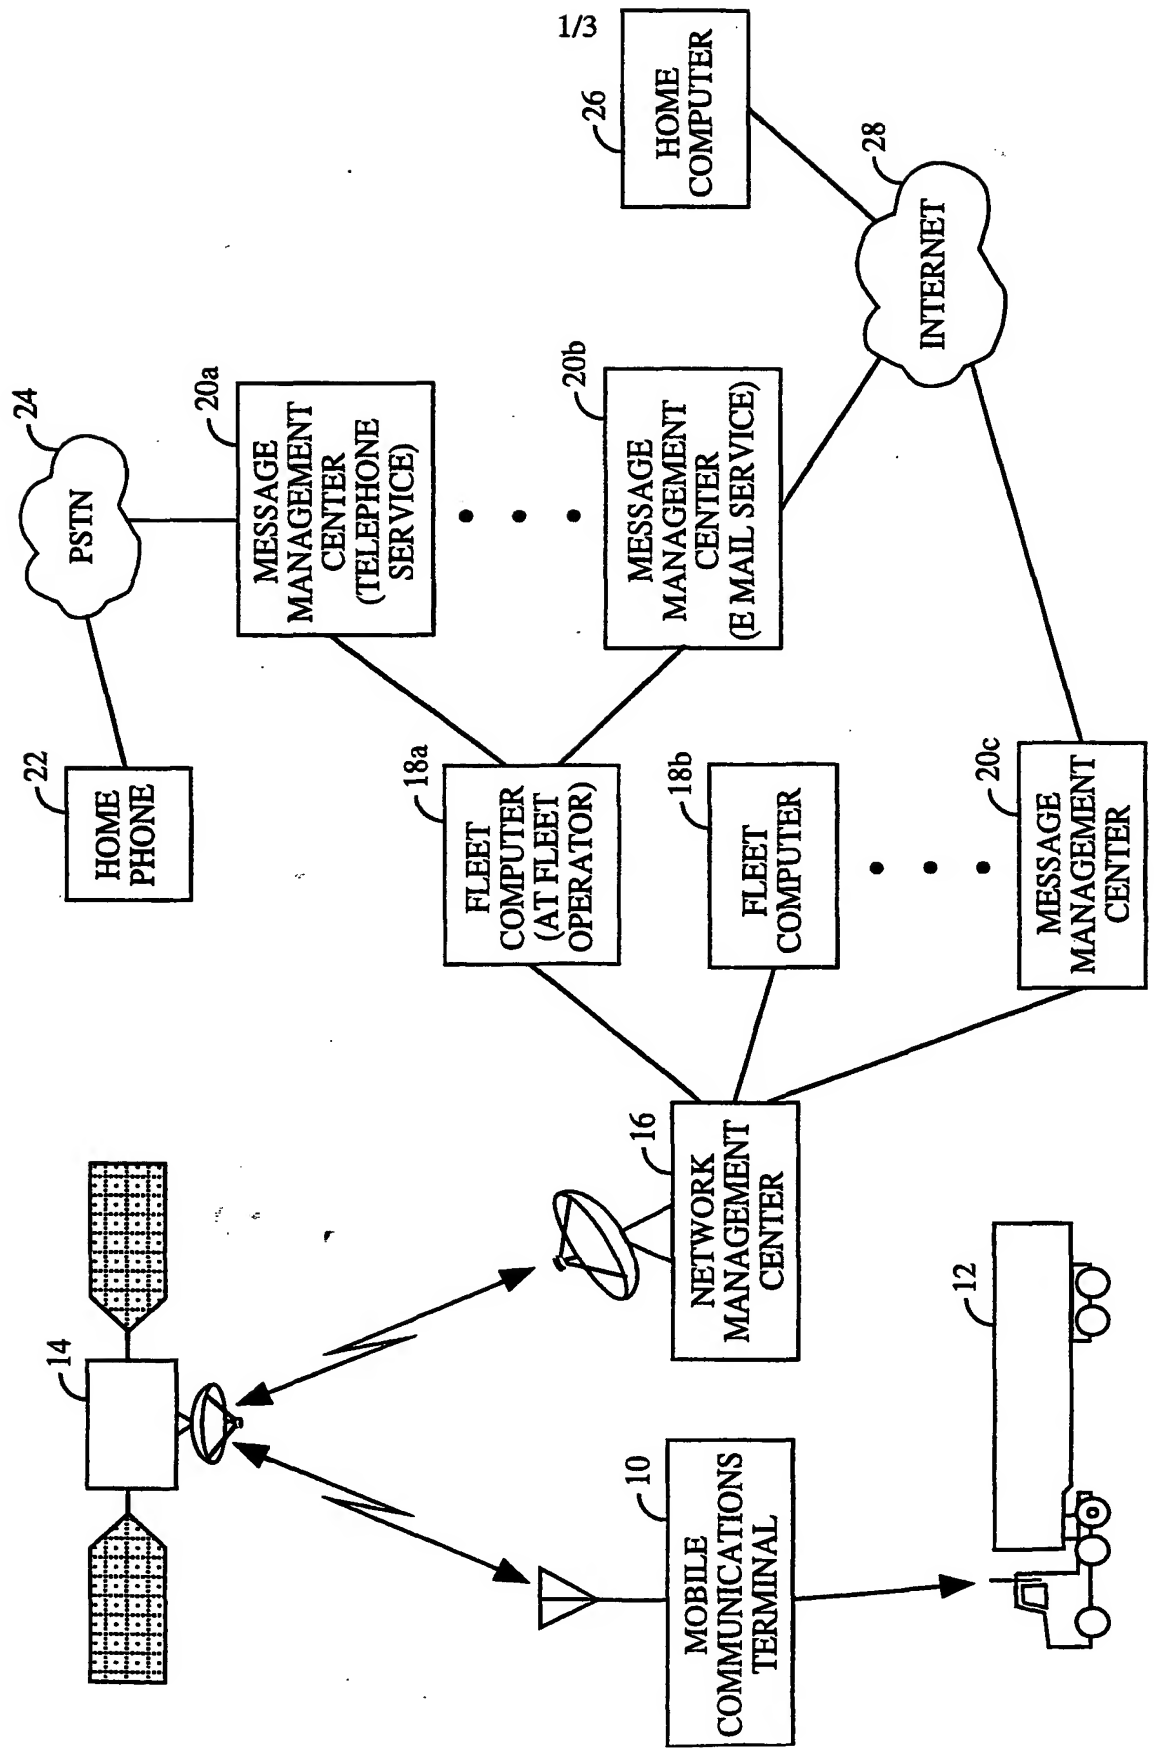 1/3
HOME
COMPUTER
26
INTERNET
28
PSTN
24
MESSAGE
MANAGEMENT
CENTER
(TELEPHONE
SERVICE)
20a
MESSAGE
MANAGEMENT
CENTER
(E MAIL SERVICE)
20b
HOME
PHONE
22
FLEET
COMPUTER
(AT FLEET
OPERATOR)
18a
FLEET
COMPUTER
18b
MESSAGE
MANAGEMENT
CENTER
20c
NETWORK
MANAGEMENT
CENTER
16
14
MOBILE
COMMUNICATIONS
TERMINAL
10
12